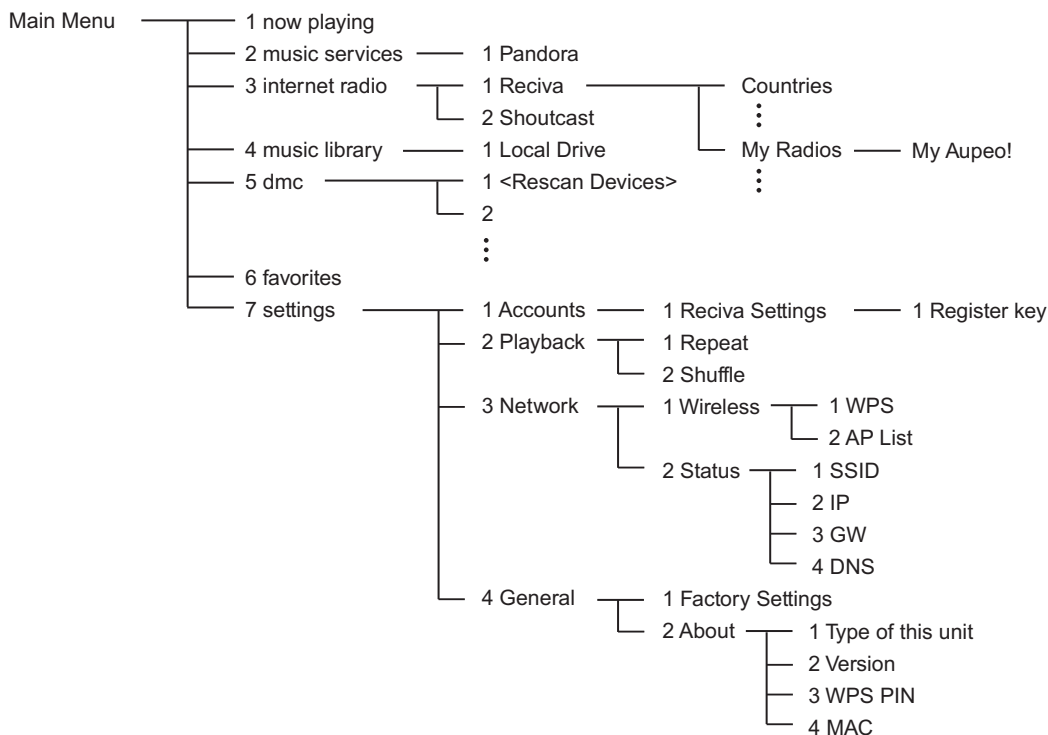 Main Menu
1 now playing
2 music services
1 Pandora
3 internet radio
1 Reciva
Countries
2 Shoutcast
4 music library
1 Local Drive
My Radios
My Aupeo!
5 dmc
1 <Rescan Devices>
2
6 favorites
7 settings
1 Accounts
1 Reciva Settings
1 Register key
2 Playback
1 Repeat
2 Shuffle
3 Network
1 Wireless
1 WPS
2 AP List
2 Status
1 SSID
2 IP
3 GW
4 DNS
4 General
1 Factory Settings
2 About
1 Type of this unit
2 Version
3 WPS PIN
4 MAC